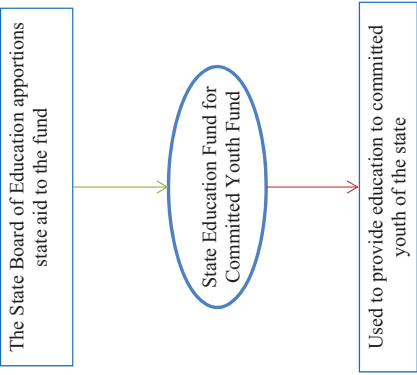 The State Board of Education apportions
state aid to the fund
State Education Fund for
Committed Youth Fund
Used to provide education to committed
youth of the state